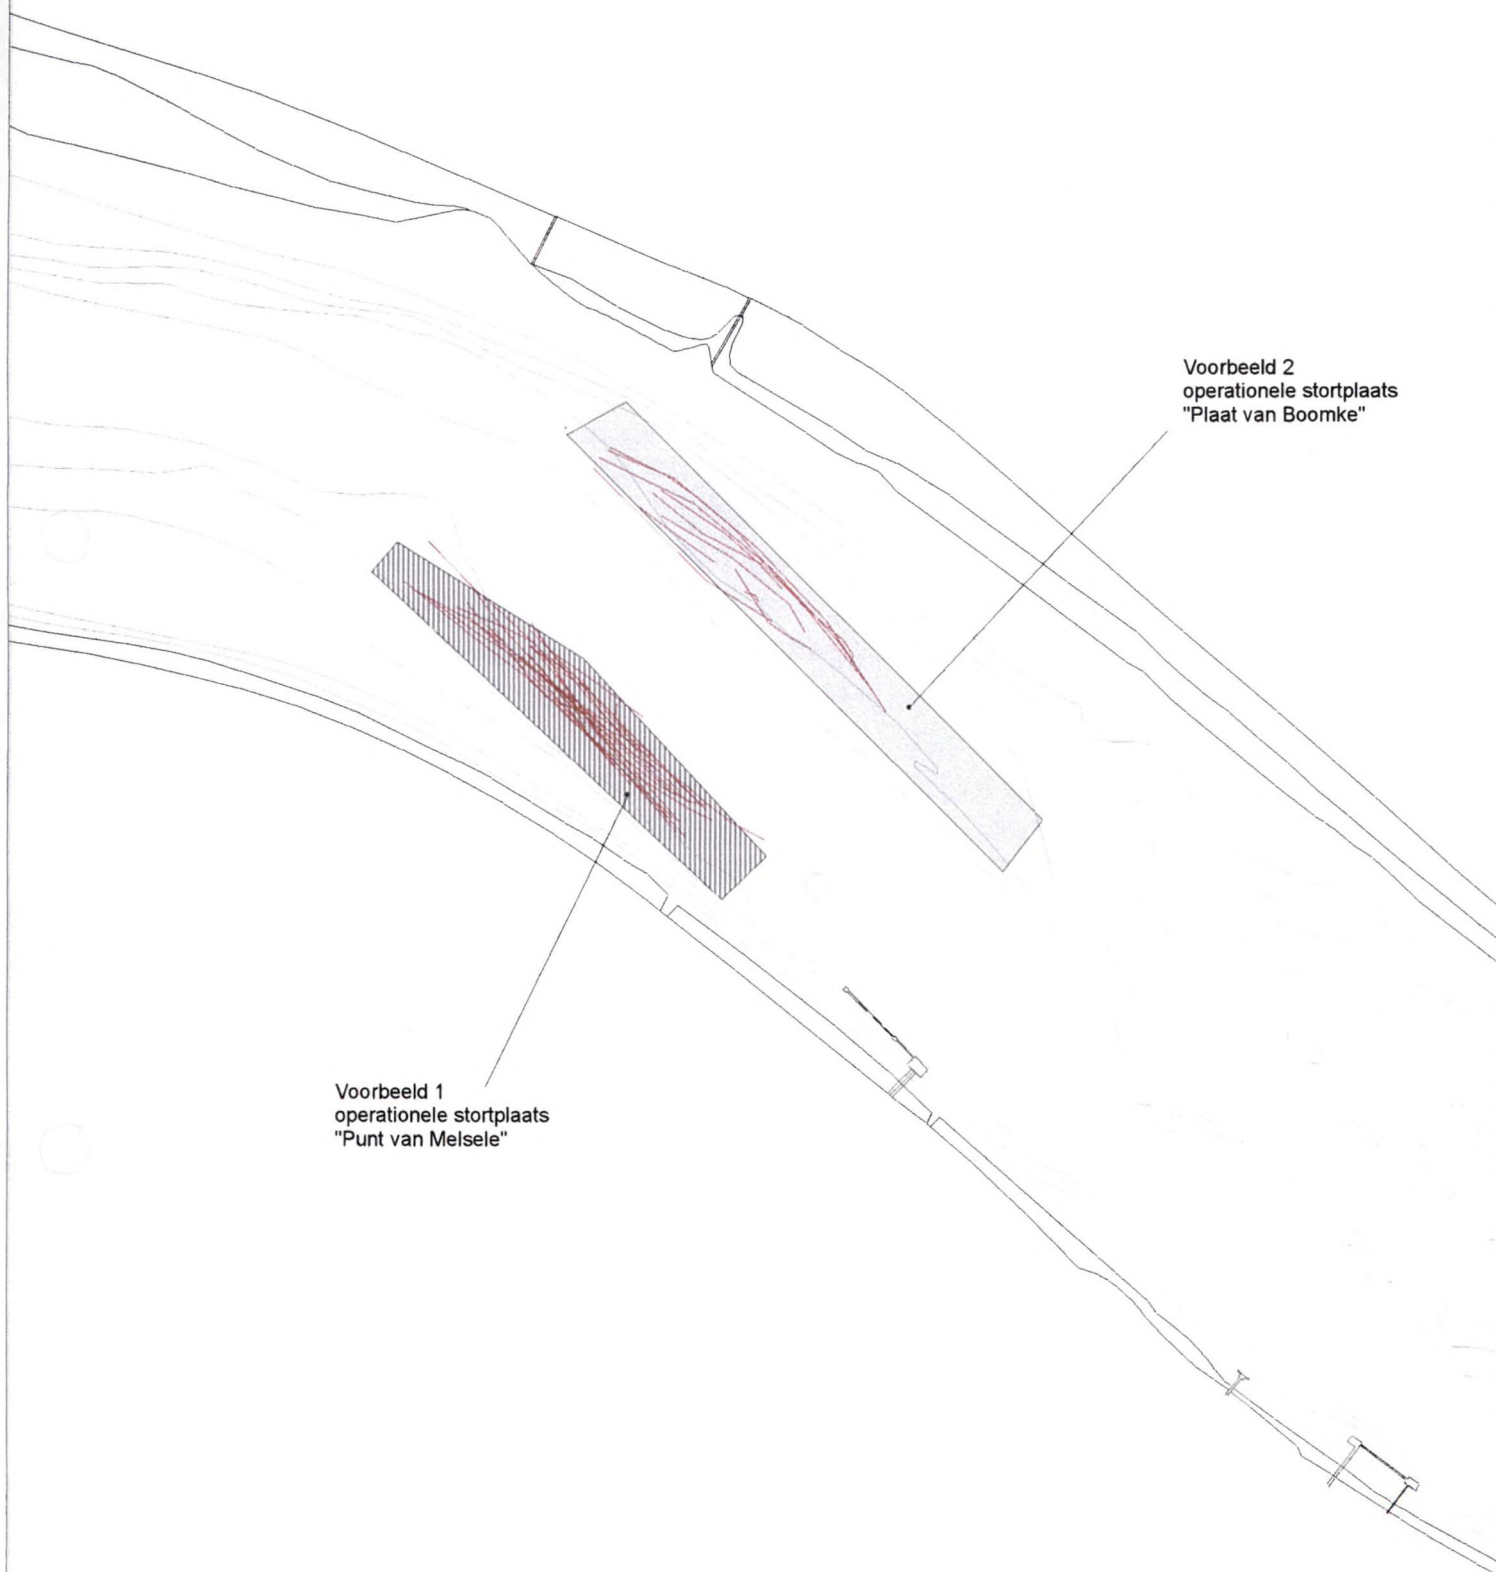 Voorbeeld 2
operationele stortplaats
"Plaat van Boomke"
Voorbeeld 1
operationele stortplaats
"Punt van Melsele"